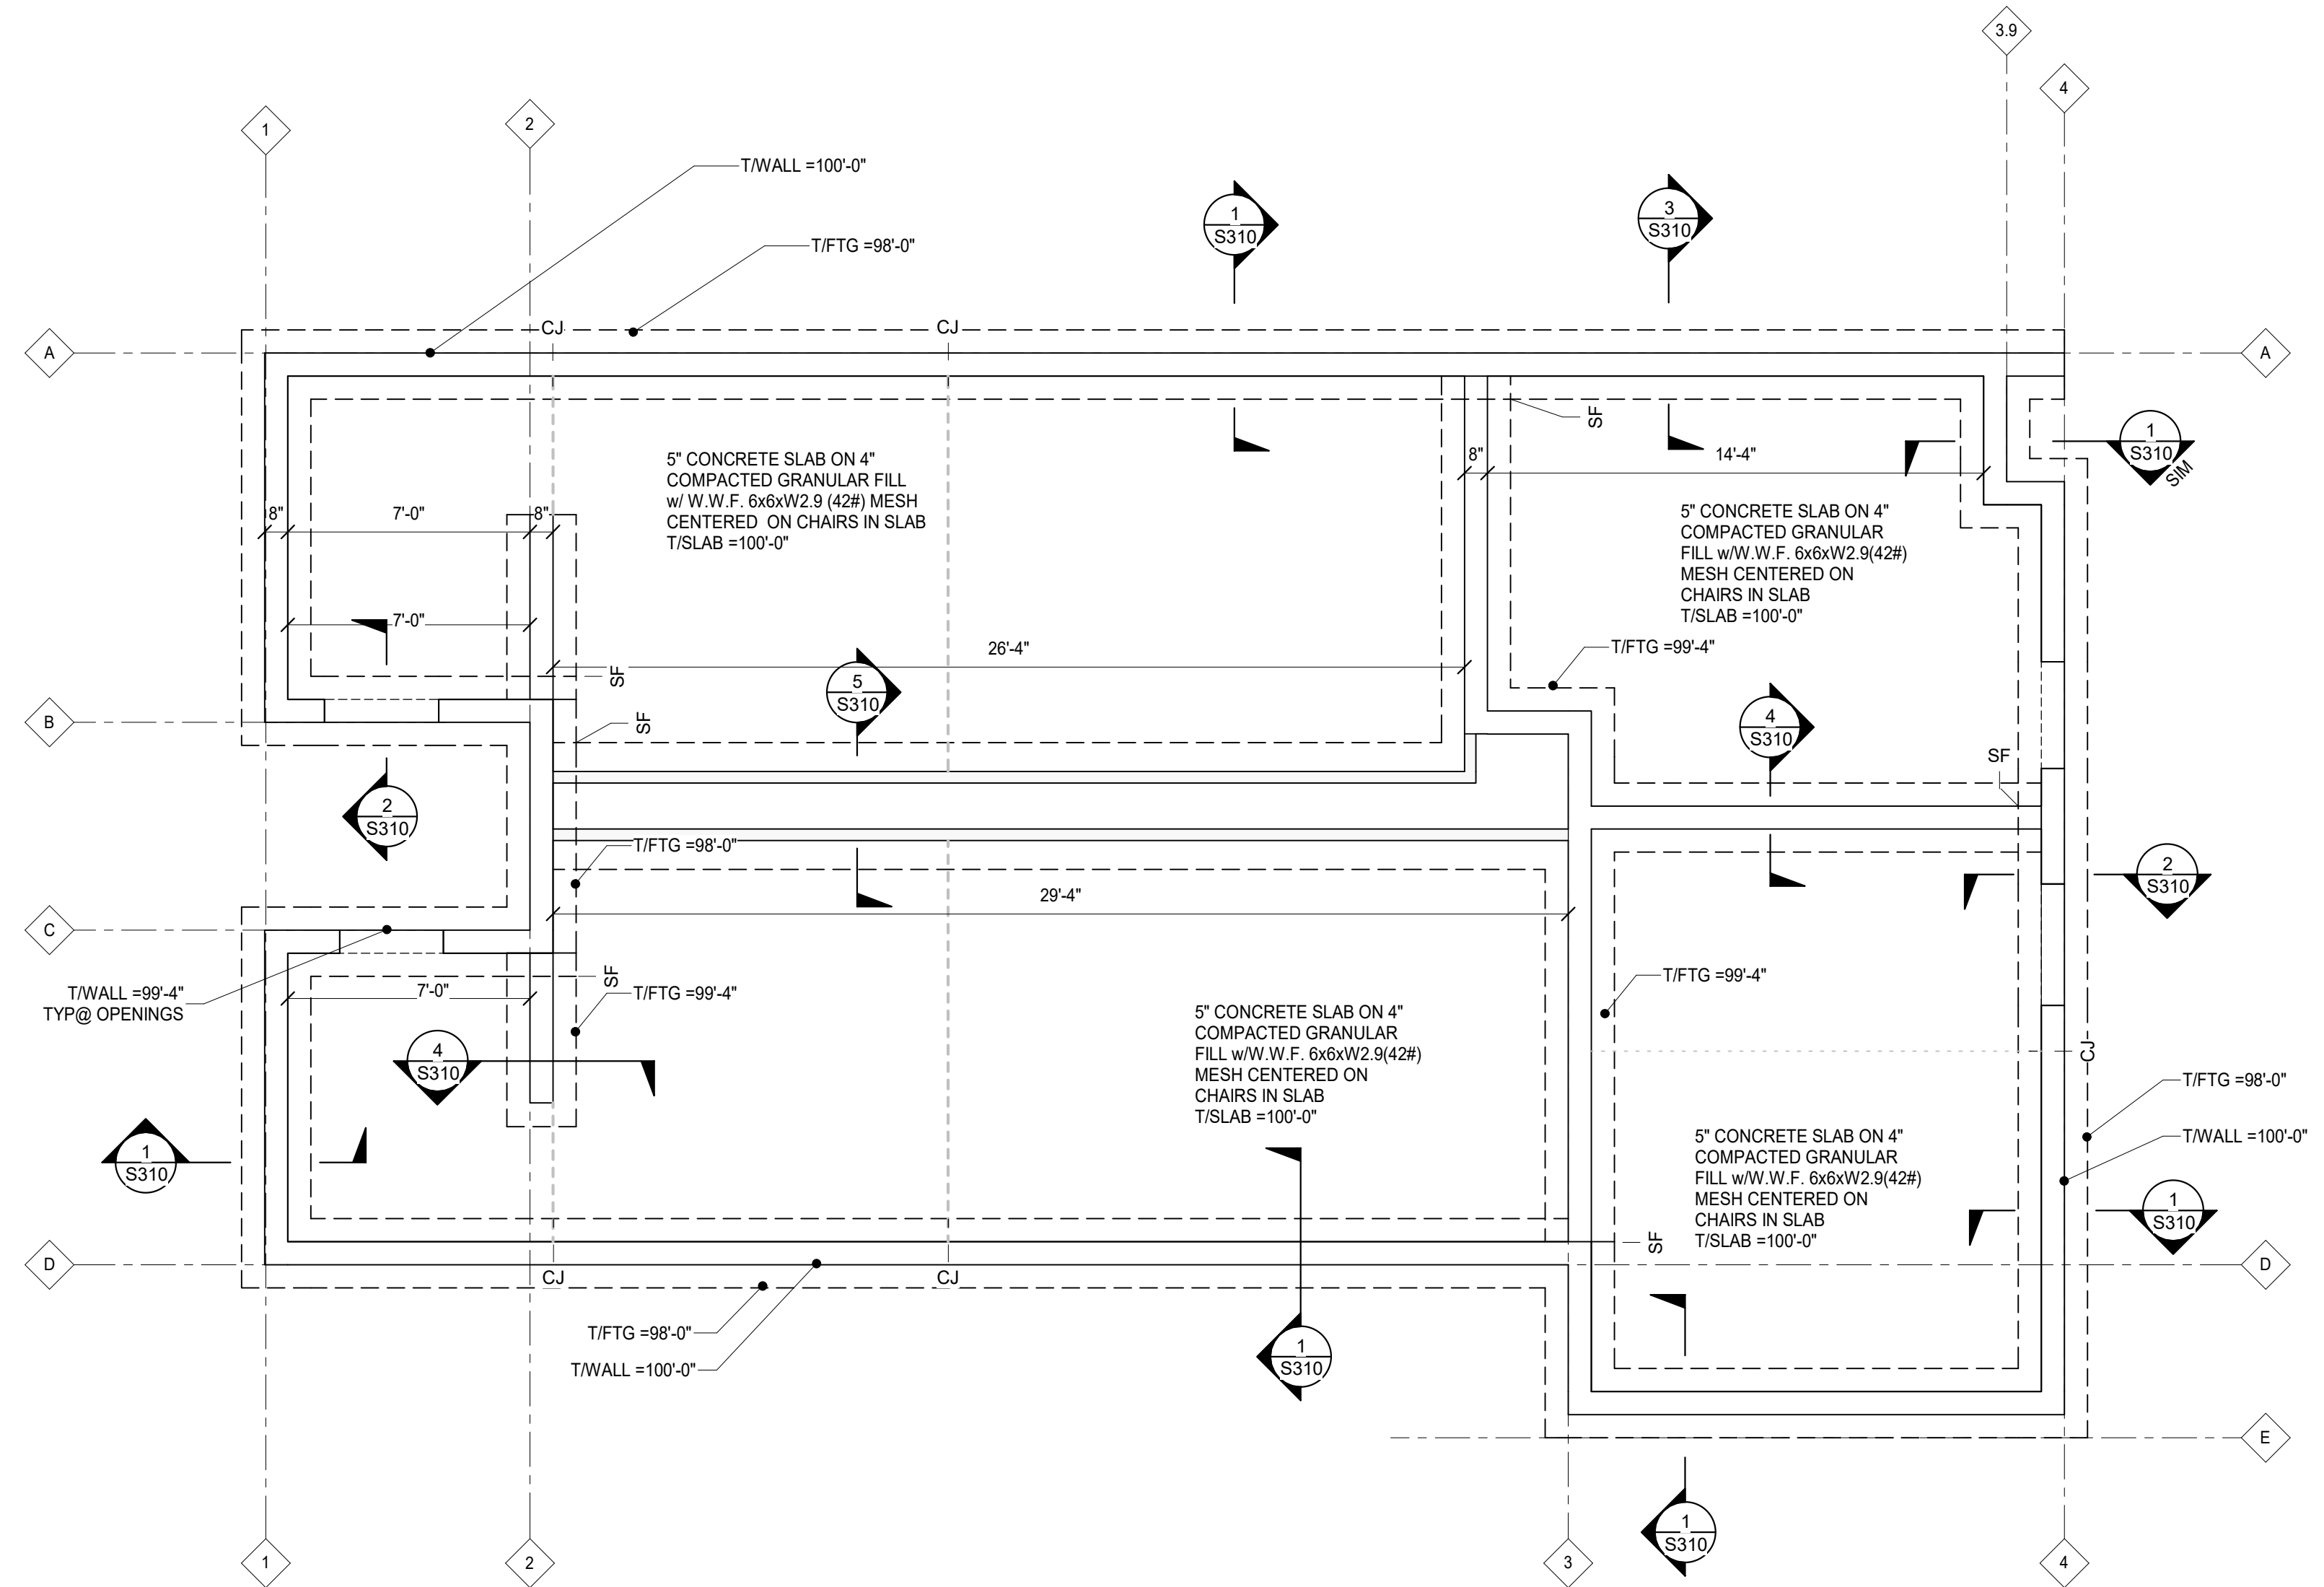 3.9
4
1
2
T/WALL =100'-0"
T/FTG =98'-0"
1
S310
3
S310
CJ
CJ
A
A
SF
1
S310
SIM
8"
14'-4"
5" CONCRETE SLAB ON 4"
COMPACTED GRANULAR FILL
w/ W.W.F. 6x6xW2.9 (42#) MESH
CENTERED ON CHAIRS IN SLAB
T/SLAB =100'-0"
8"
7'-0"
8"
5" CONCRETE SLAB ON 4"
COMPACTED GRANULAR
FILL w/W.W.F. 6x6xW2.9(42#)
MESH CENTERED ON
CHAIRS IN SLAB
T/SLAB =100'-0"
7'-0"
26'-4"
T/FTG =99'-4"
SF
5
S310
B
SF
4
S310
SF
2
S310
T/FTG =98'-0"
2
S310
29'-4"
C
T/WALL =99'-4"
TYP@ OPENINGS
7'-0"
SF
T/FTG =99'-4"
T/FTG =99'-4"
5" CONCRETE SLAB ON 4"
COMPACTED GRANULAR
FILL w/W.W.F. 6x6xW2.9(42#)
MESH CENTERED ON
CHAIRS IN SLAB
T/SLAB =100'-0"
4
S310
CJ
T/FTG =98'-0"
T/WALL =100'-0"
1
S310
5" CONCRETE SLAB ON 4"
COMPACTED GRANULAR
FILL w/W.W.F. 6x6xW2.9(42#)
MESH CENTERED ON
CHAIRS IN SLAB
T/SLAB =100'-0"
1
S310
SF
D
D
CJ
CJ
T/FTG =98'-0"
T/WALL =100'-0"
1
S310
E
1
S310
1
2
3
4